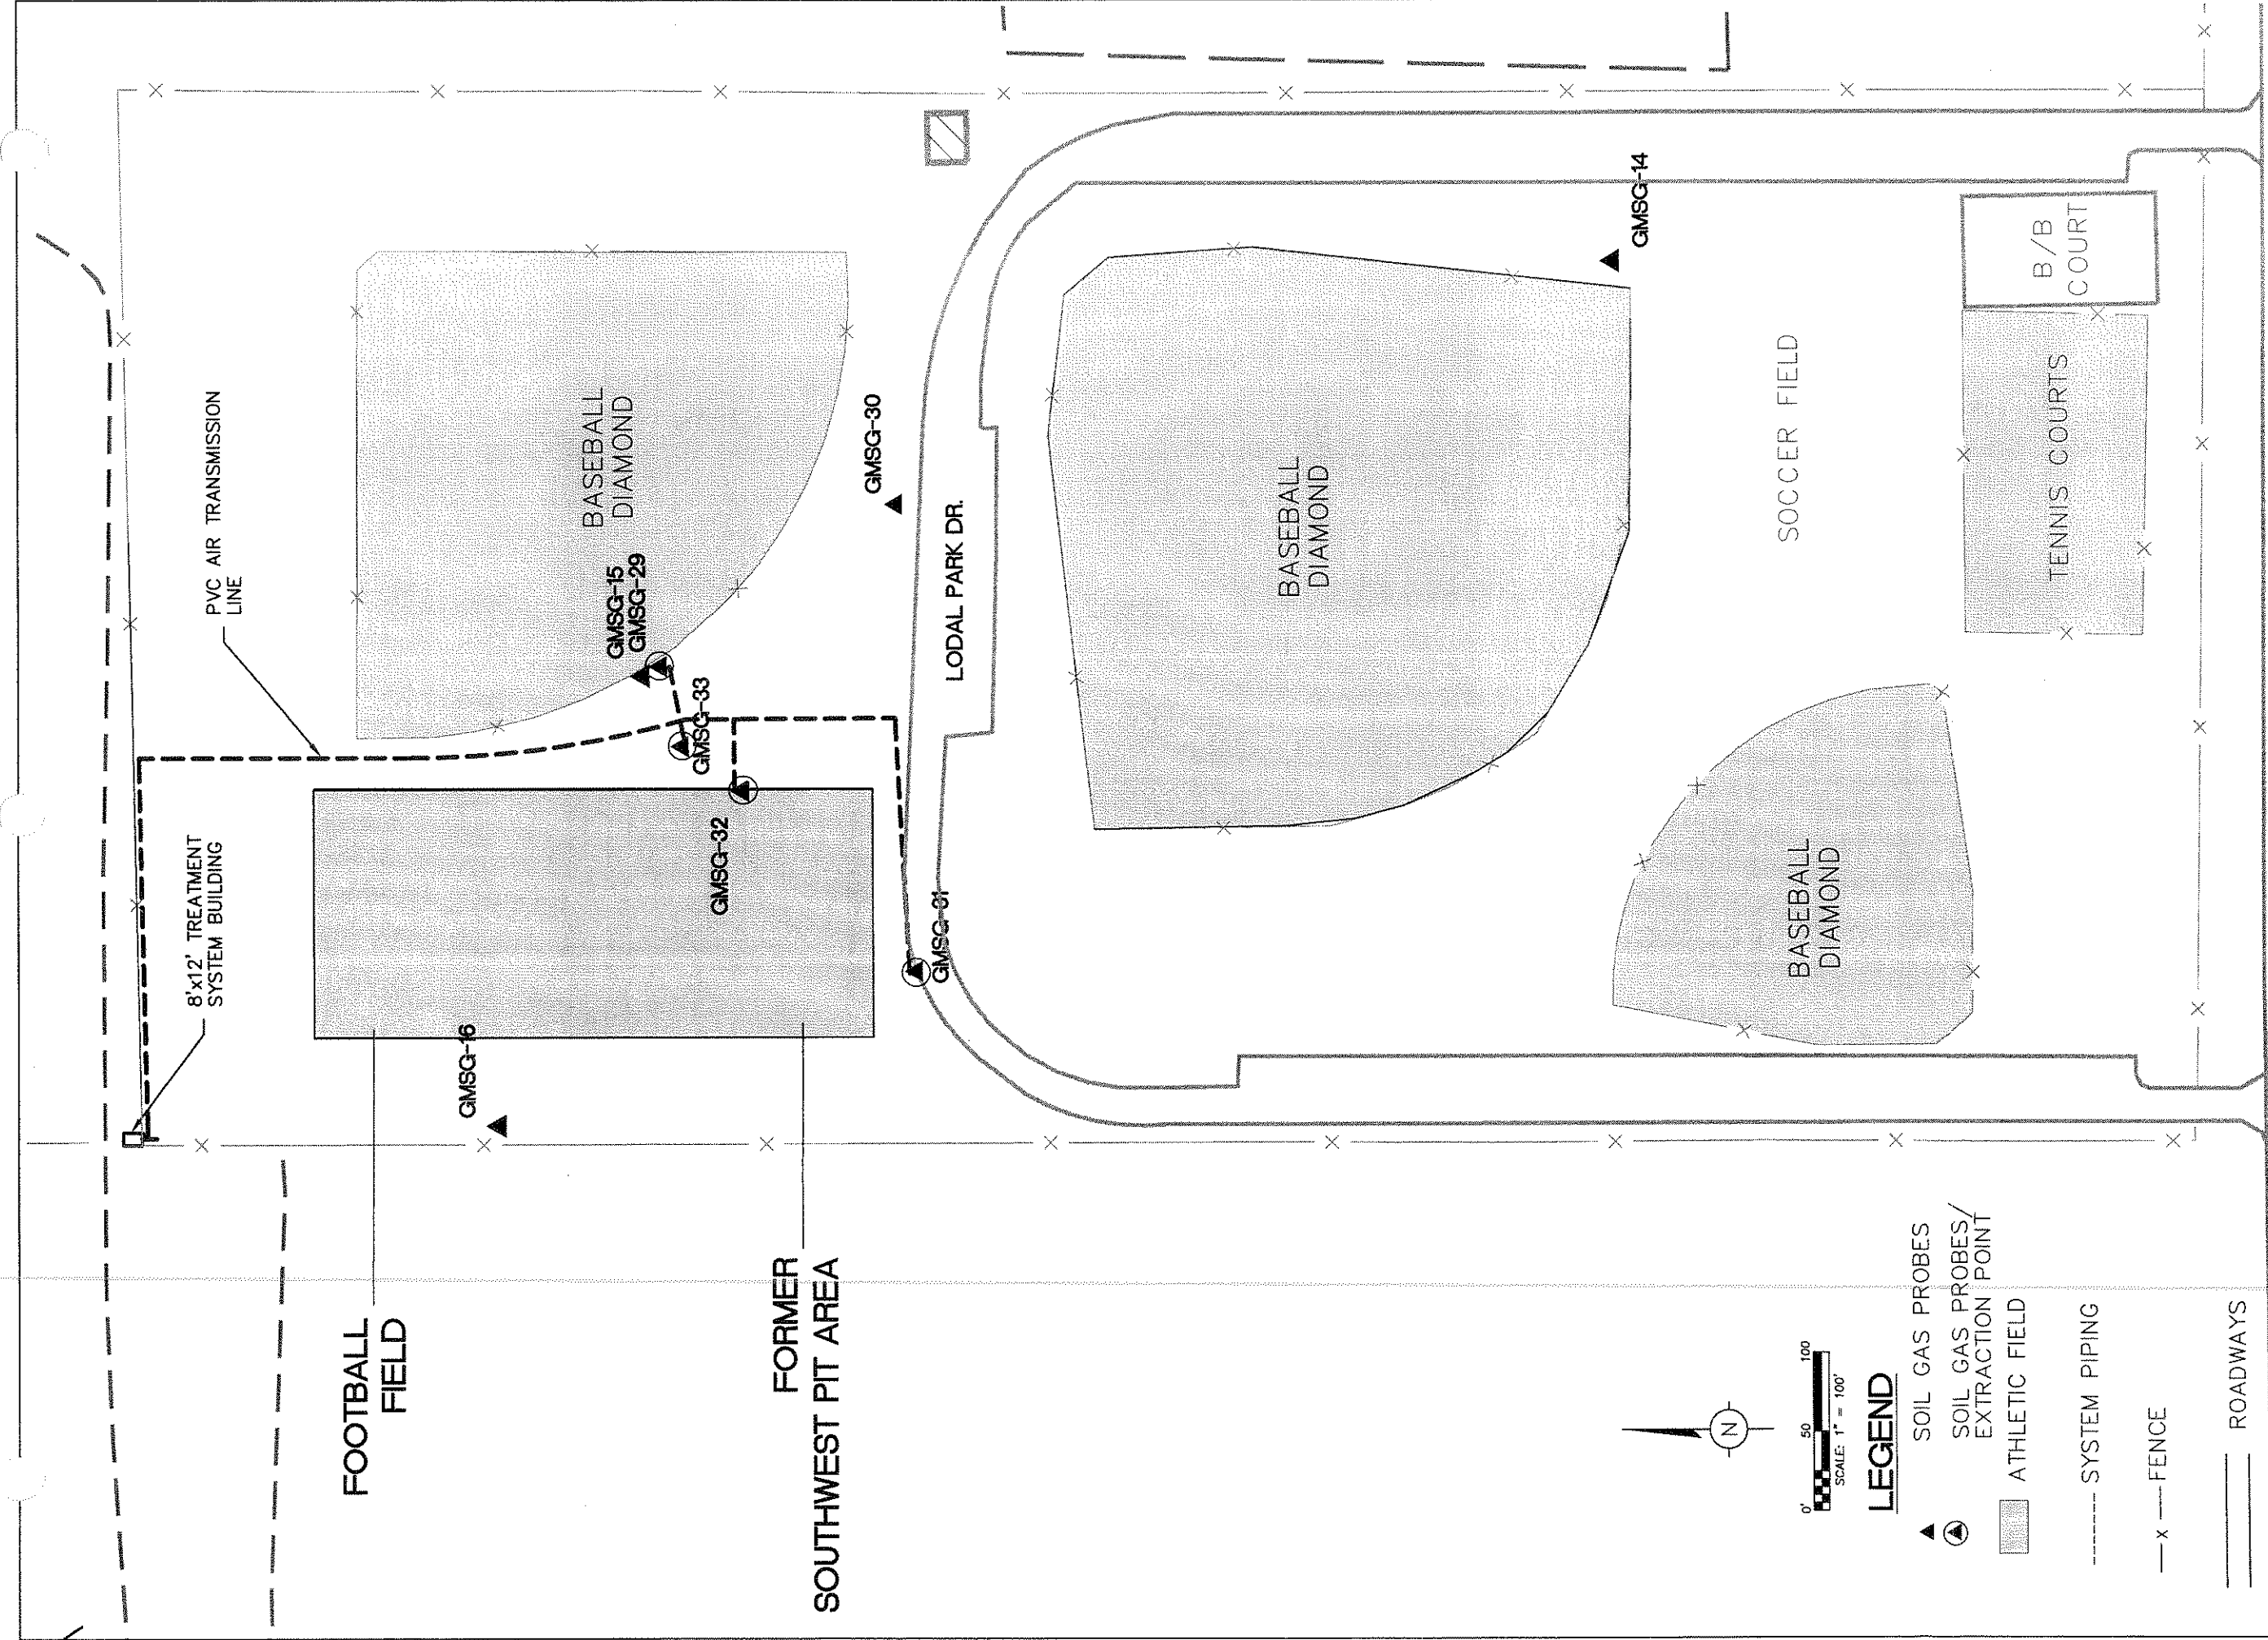 FOOTBALL
FIELD
FORMER
SOUTHWEST PIT AREA
8'x12' TREATMENT
SYSTEM BUILDING
PVC AIR TRANSMISSION
LINE
GMSG-16
GMSG-32
GMSG-33
GMSG-15
GMSG-29
BASEBALL
DIAMOND
GMSG-30
GMSG-31
LODAL PARK DR.
BASEBALL
DIAMOND
GMSG-14
BASEBALL
DIAMOND
SOCCER FIELD
TENNIS COURTS
B/B
COURT
N
0'
50
100
SCALE: 1" = 100'
LEGEND
SOIL GAS PROBES
SOIL GAS PROBES/
EXTRACTION POINT
ATHLETIC FIELD
SYSTEM PIPING
x FENCE
ROADWAYS